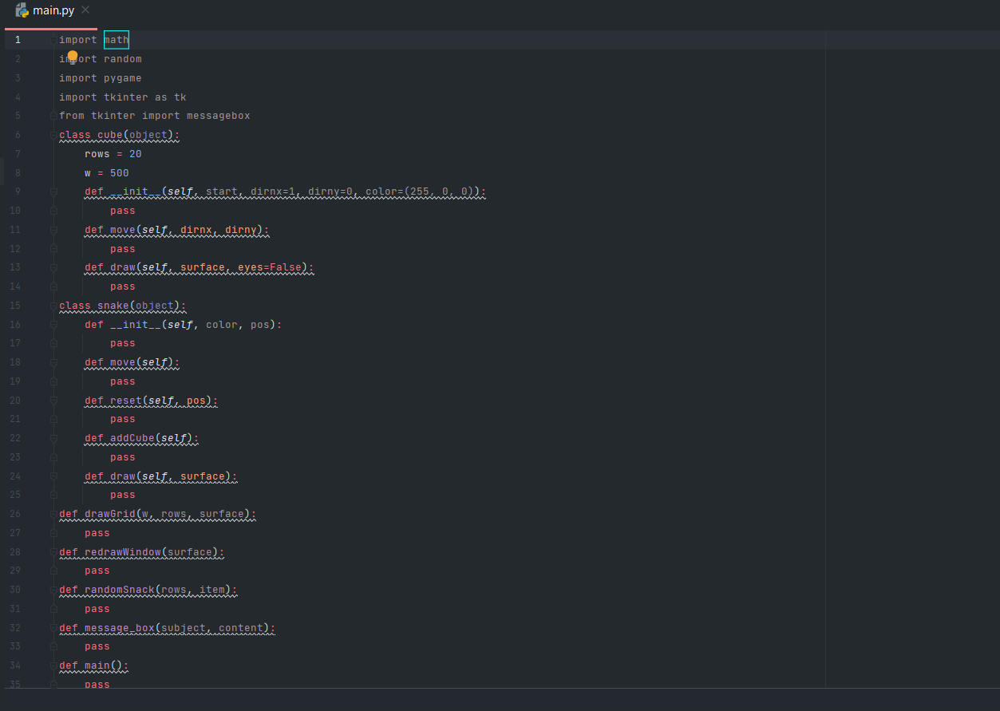 main.py
1 import math
2 import random
3 import pygame
4 import tkinter as tk
5 from tkinter import messagebox
6 class cube(object):
7 rows = 20
8 w = 500
9 def __init__(self, start, dirnx=1, dirny=0, color=(255, 0, 0)):
10 pass
11 def move(self, dirnx, dirny):
12 pass
13 def draw(self, surface, eyes=False):
14 pass
15 class snake(object):
16 def __init__(self, color, pos):
17 pass
18 def move(self):
19 pass
20 def reset(self, pos):
21 pass
22 def addCube(self):
23 pass
24 def draw(self, surface):
25 pass
26 def drawGrid(w, rows, surface):
27 pass
28 def redrawWindow(surface):
29 pass
30 def randomSnack(rows, item):
31 pass
32 def message_box(subject, content):
33 pass
34 def main():
35 pass